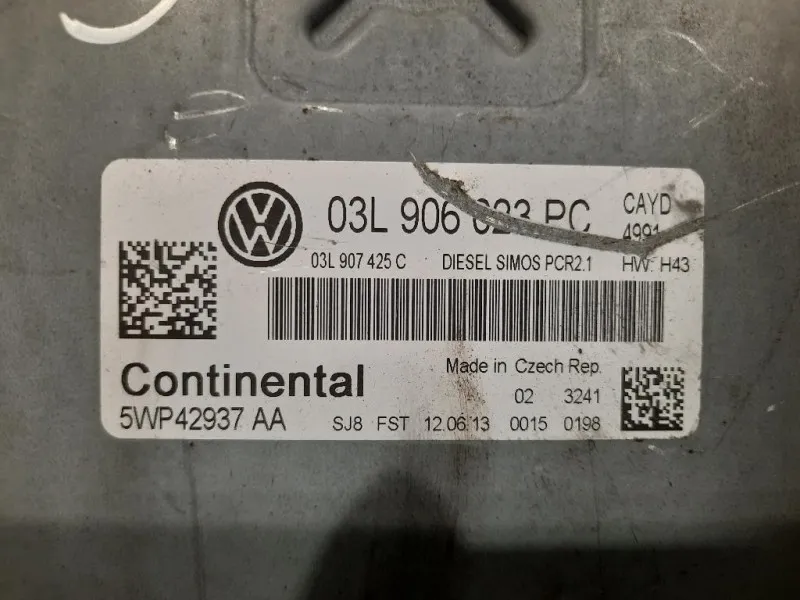 03L 906 023 PC CAYD
4991
03L 907 425 C DIESEL SIMOS PCR2.1 HW: H43
Continental Made in Czech Rep.
02 3241
5WP42937 AA SJ8 FST 12.06.13 0015 0198